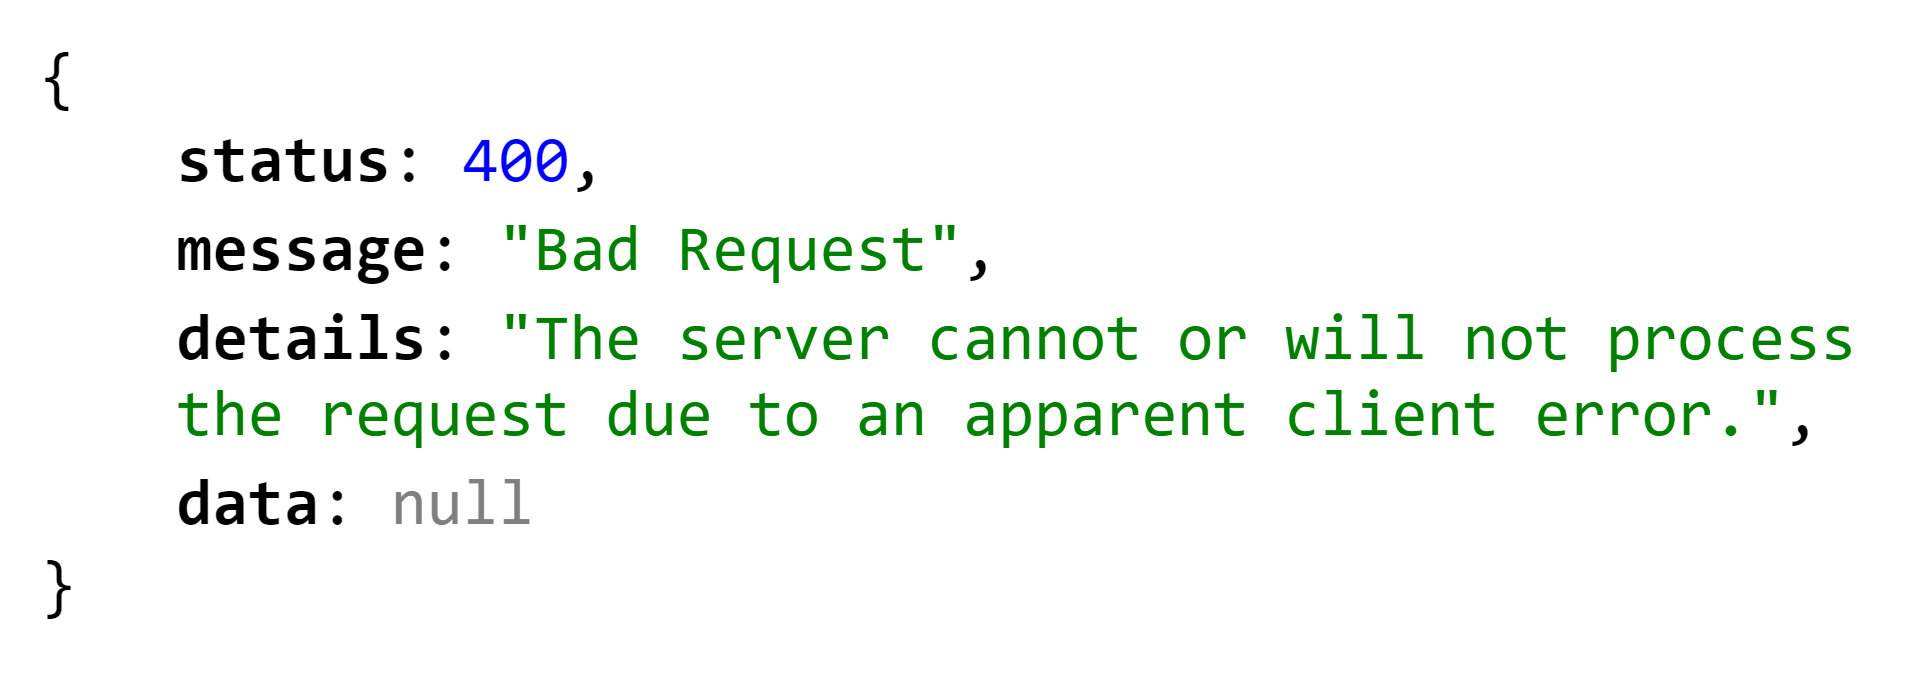 {
status: 400,
message: "Bad Request",
details: "The server cannot or will not process
the request due to an apparent client error.",
data: null
}